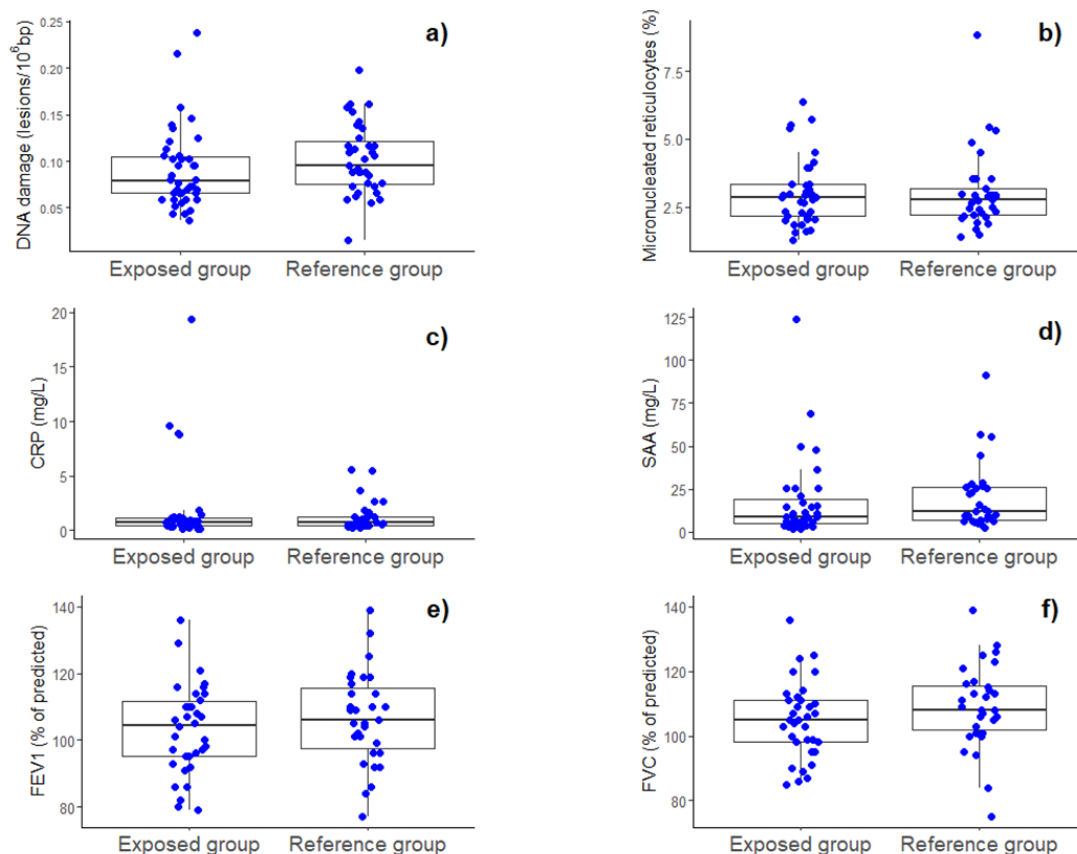 a)
DNA damage (lesions/10⁶bp)
0.25
0.20
0.15
0.10
0.05
Exposed group Reference group
b)
Micronucleated reticulocytes (%)
7.5
5.0
2.5
Exposed group Reference group
c)
CRP (mg/L)
20
15
10
5
0
Exposed group Reference group
d)
SAA (mg/L)
125
100
75
50
25
0
Exposed group Reference group
e)
FEV1 (% of predicted)
140
120
100
80
Exposed group Reference group
f)
FVC (% of predicted)
140
120
100
80
Exposed group Reference group